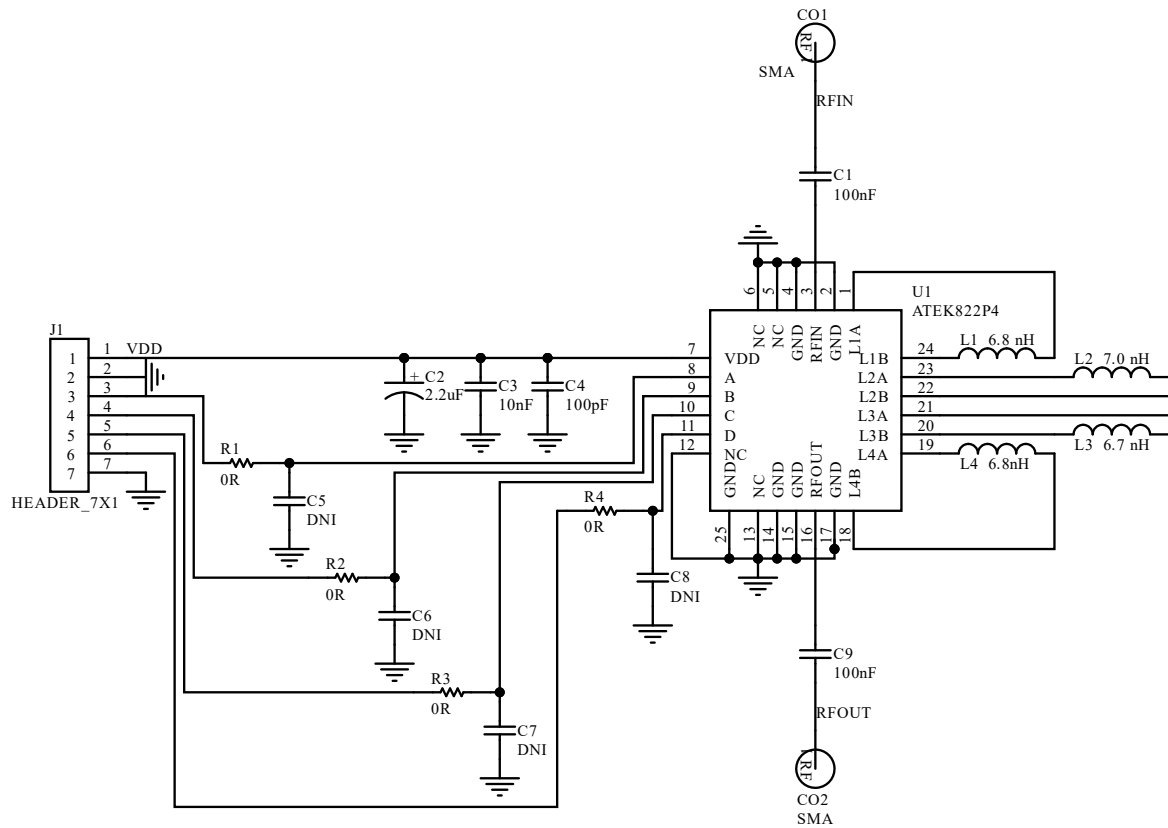 CO1
RF
1
SMA
RFIN
C1
100nF
6
5
4
3
2
1
U1
ATEK822P4
NC
NC
GND
RFIN
GND
L1A
J1
1
2
3
4
5
6
7
1
2
3
4
5
6
7
VDD
HEADER_7X1
+
C2
2.2uF
C3
10nF
C4
100pF
7
8
9
10
11
12
VDD
A
B
C
D
NC
L1B
L2A
L2B
L3A
L3B
L4A
24
23
22
21
20
19
L1 6.8 nH
L2 7.0 nH
L3 6.7 nH
L4 6.8nH
GND
NC
GND
GND
RFOUT
GND
L4B
25
13
14
15
16
17
18
R1
0R
C5
DNI
R4
0R
C8
DNI
R2
0R
C6
DNI
R3
0R
C7
DNI
C9
100nF
RFOUT
1
RF
CO2
SMA